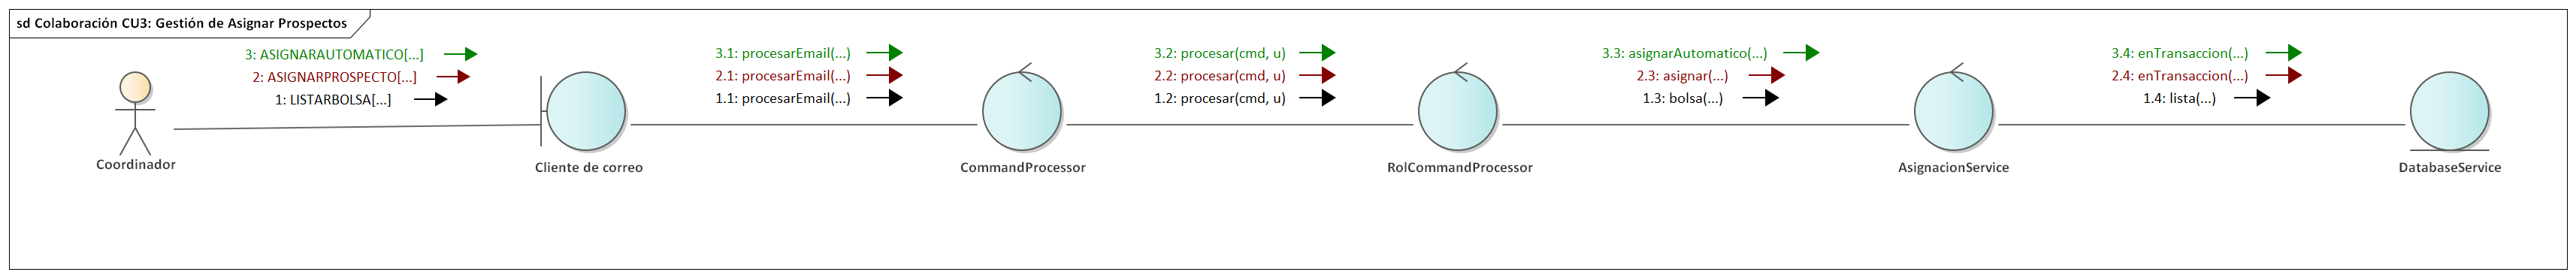 sd Colaboración CU3: Gestión de Asignar Prospectos
3: ASIGNARAUTOMATICO[...]
2: ASIGNARPROSPECTO[...]
1: LISTARBOLSA[...]
3.1: procesarEmail(...)
2.1: procesarEmail(...)
1.1: procesarEmail(...)
3.2: procesar(cmd, u)
2.2: procesar(cmd, u)
1.2: procesar(cmd, u)
3.3: asignarAutomatico(...)
2.3: asignar(...)
1.3: bolsa(...)
3.4: enTransaccion(...)
2.4: enTransaccion(...)
1.4: lista(...)
Coordinador
Cliente de correo
CommandProcessor
RolCommandProcessor
AsignacionService
DatabaseService